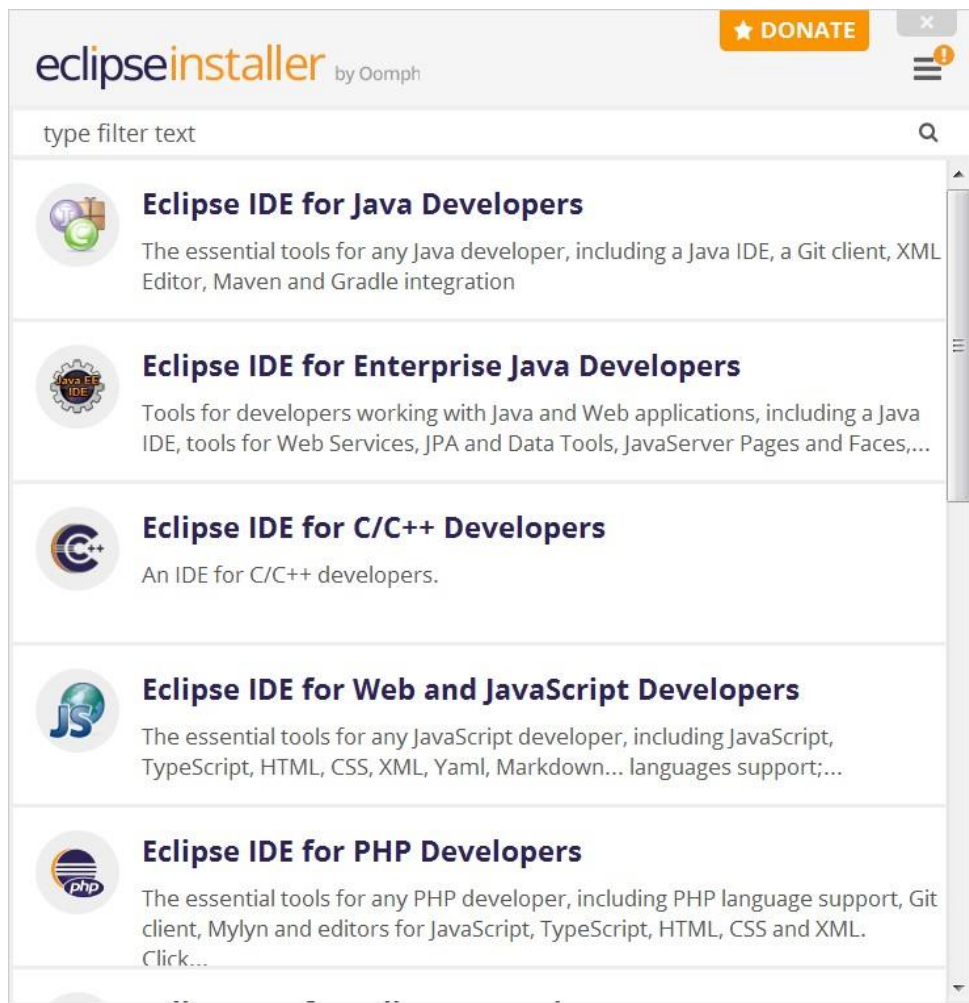 ★ DONATE
eclipseinstaller by Oomph
type filter text
Eclipse IDE for Java Developers
The essential tools for any Java developer, including a Java IDE, a Git client, XML
Editor, Maven and Gradle integration
Java EE
IDE
Eclipse IDE for Enterprise Java Developers
Tools for developers working with Java and Web applications, including a Java
IDE, tools for Web Services, JPA and Data Tools, JavaServer Pages and Faces,...
C++
Eclipse IDE for C/C++ Developers
An IDE for C/C++ developers.
JS
Eclipse IDE for Web and JavaScript Developers
The essential tools for any JavaScript developer, including JavaScript,
TypeScript, HTML, CSS, XML, Yaml, Markdown... languages support;...
php
Eclipse IDE for PHP Developers
The essential tools for any PHP developer, including PHP language support, Git
client, Mylyn and editors for JavaScript, TypeScript, HTML, CSS and XML.
Click...